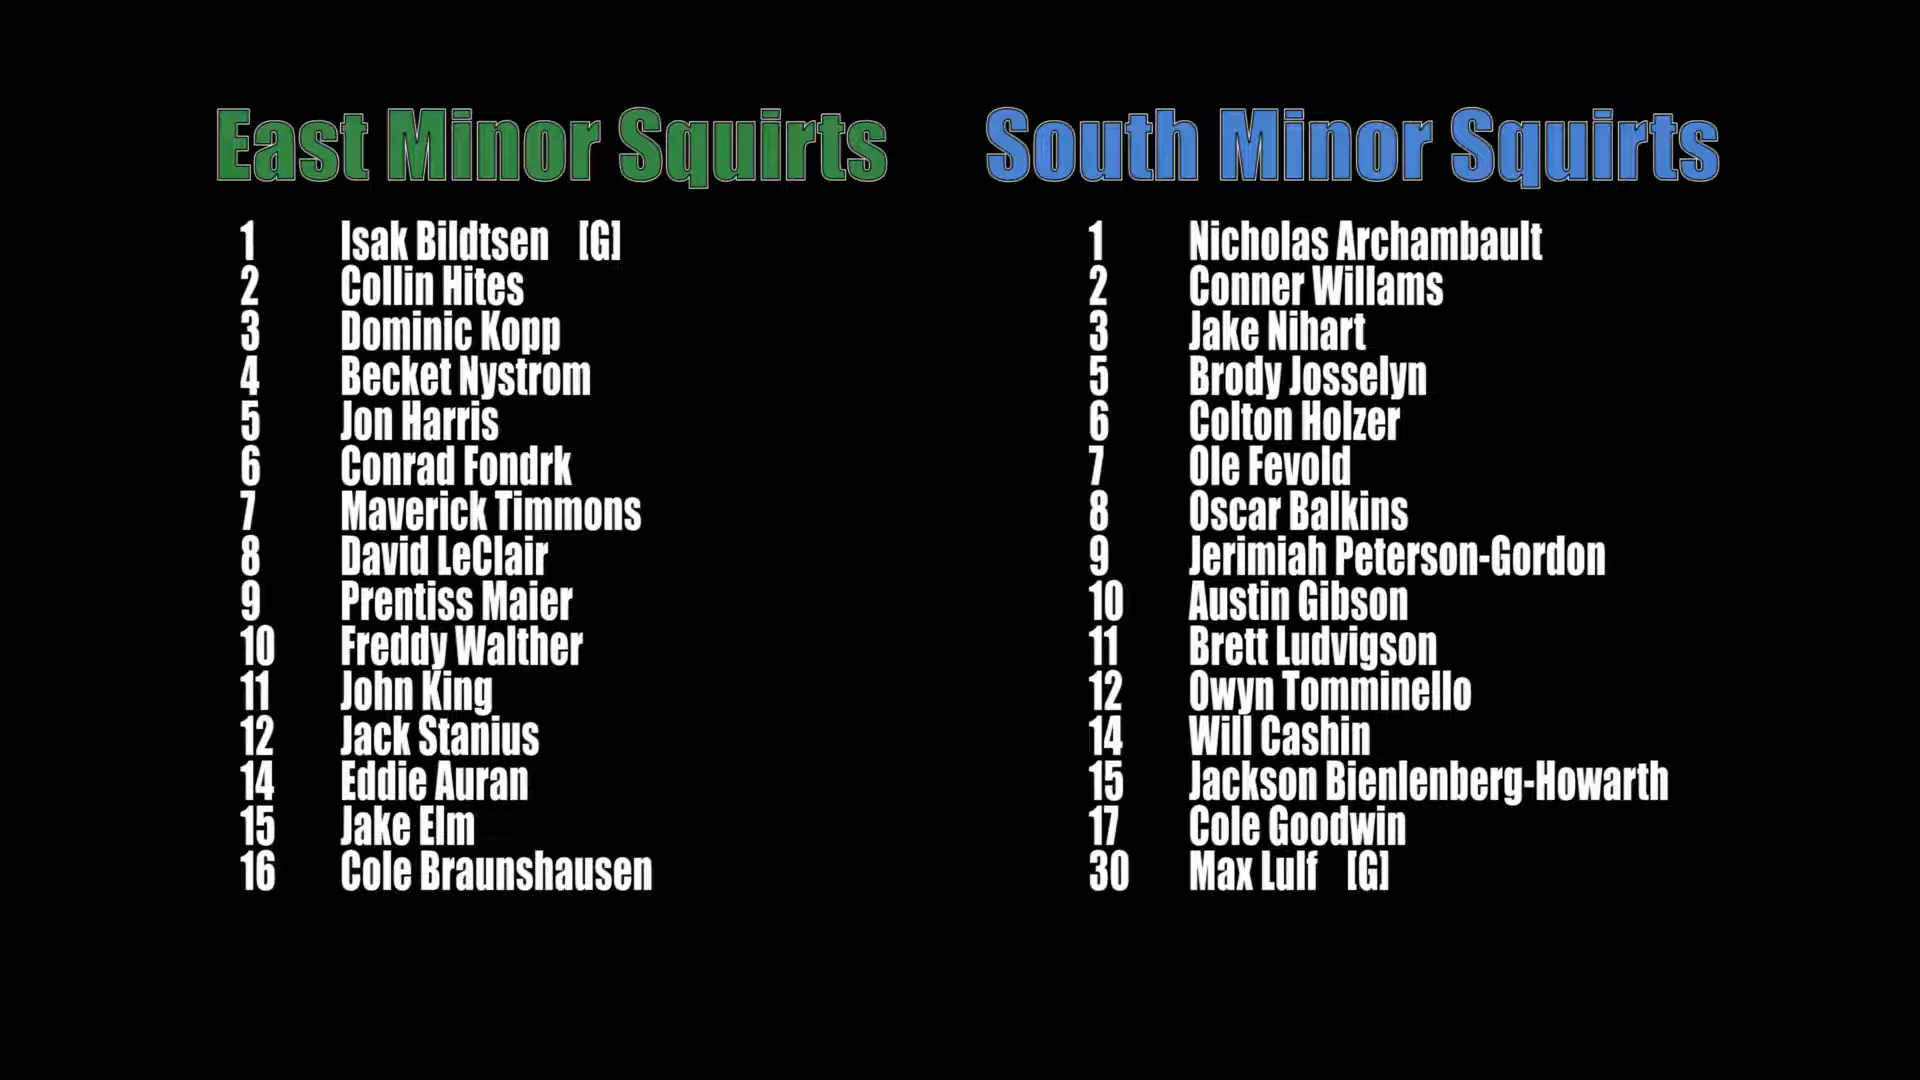 East Minor Squirts
1 Isak Bildtsen [G]
2 Collin Hites
3 Dominic Kopp
4 Becket Nystrom
5 Jon Harris
6 Conrad Fondrk
7 Maverick Timmons
8 David LeClair
9 Prentiss Maier
10 Freddy Walther
11 John King
12 Jack Stanius
14 Eddie Auran
15 Jake Elm
16 Cole Braunshausen
South Minor Squirts
1 Nicholas Archambault
2 Conner Willams
3 Jake Nihart
5 Brody Josselyn
6 Colton Holzer
7 Ole Fevold
8 Oscar Balkins
9 Jerimiah Peterson-Gordon
10 Austin Gibson
11 Brett Ludvigson
12 Owyn Tomminello
14 Will Cashin
15 Jackson Bienlenberg-Howarth
17 Cole Goodwin
30 Max Lulf [G]